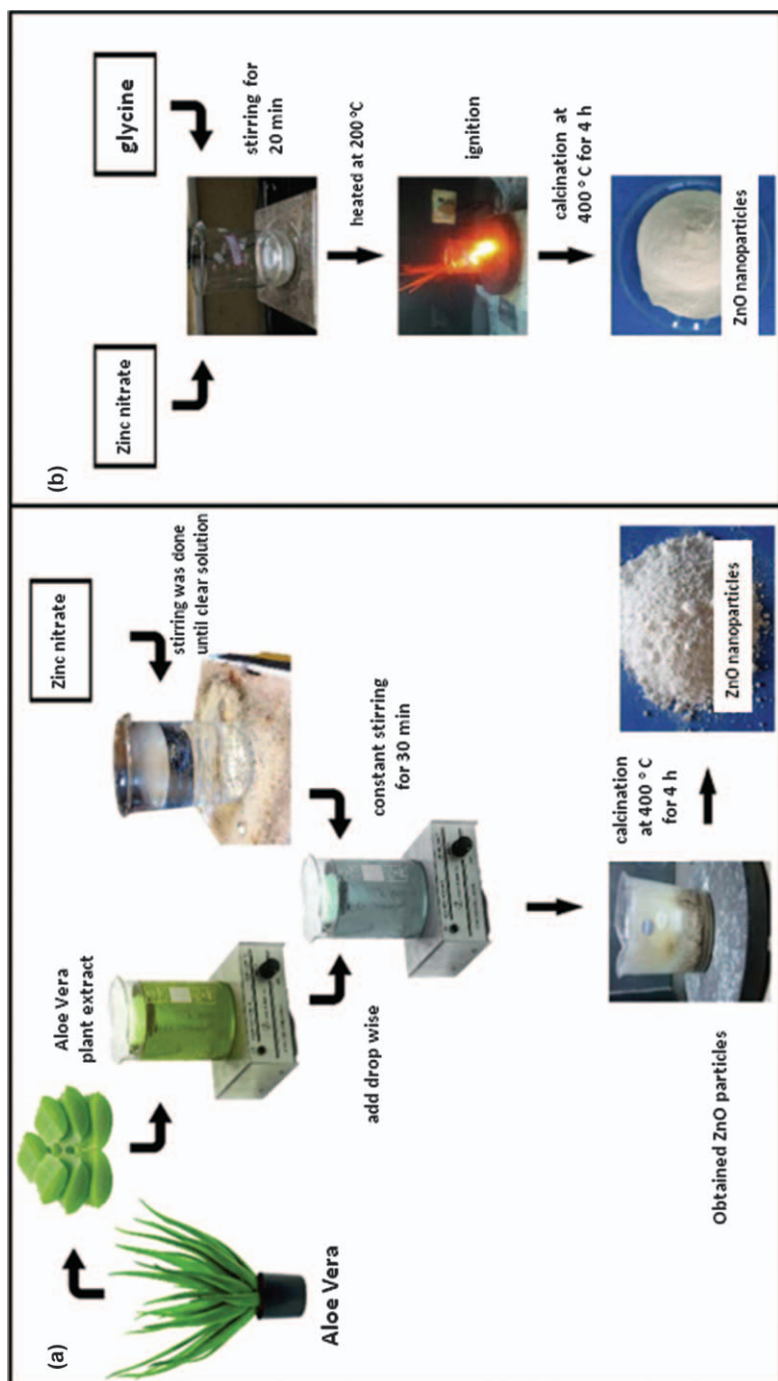 (a)
Aloe Vera
Aloe Vera
plant extract
add drop wise
Zinc nitrate
stirring was done
until clear solution
constant stirring
for 30 min
Obtained ZnO particles
calcination
at 400 ° C
for 4 h
ZnO nanoparticles
(b)
Zinc nitrate
glycine
stirring for
20 min
heated at 200 °C
ignition
calcination at
400 ° C for 4 h
ZnO nanoparticles